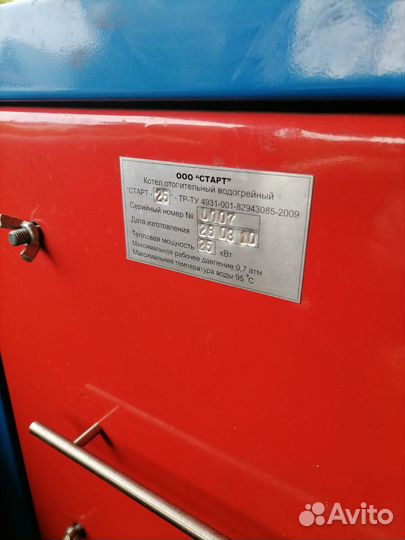 ООО "СТАРТ"
Котел отопительный водогрейный
"СТАРТ - 25 - ТР-ТУ 4931-001-82943085-2009
Серийный номер № 0107
Дата изготовления 26 03 10
Тепловая мощность 25 кВт
Максимальное рабочее давление 0,7 атм
Максимальная температура воды 95 °С
Avito